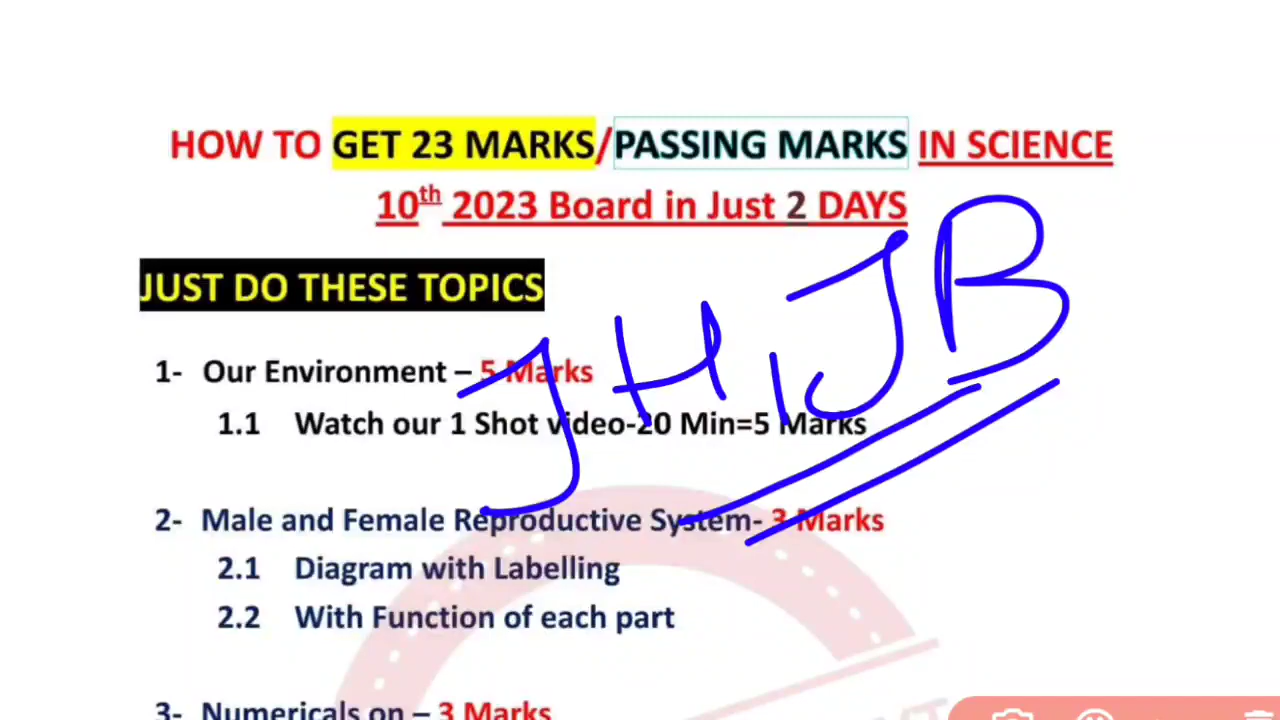 HOW TO GET 23 MARKS/PASSING MARKS IN SCIENCE
10th 2023 Board in Just 2 DAYS
JUST DO THESE TOPICS
1- Our Environment – 5 Marks
1.1 Watch our 1 Shot video-20 Min=5 Marks
2- Male and Female Reproductive System- 3 Marks
2.1 Diagram with Labelling
2.2 With Function of each part
3- Numericals on – 3 Marks